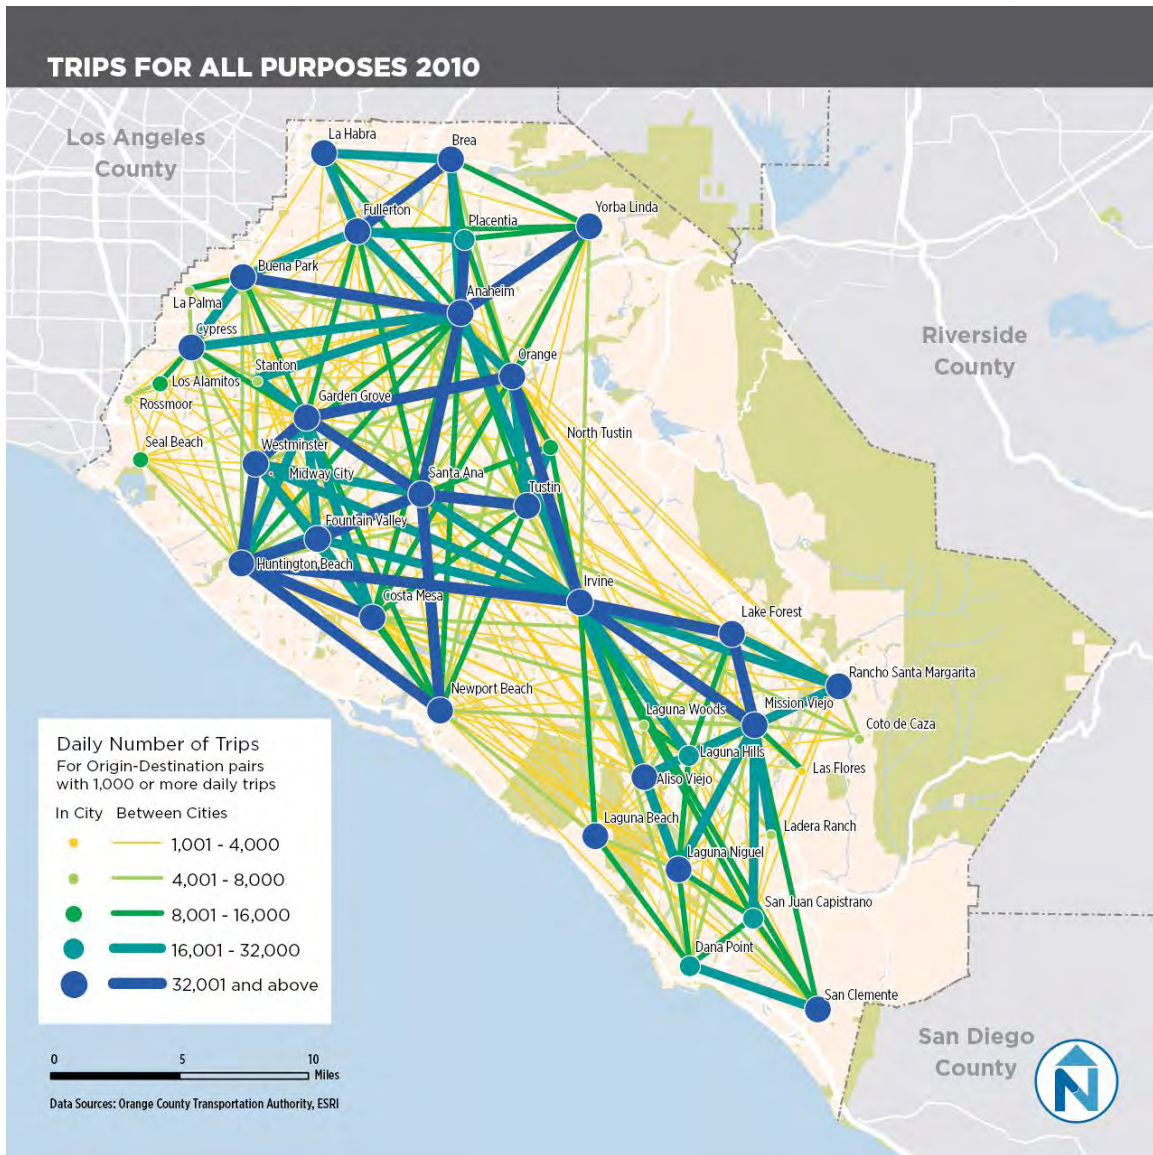 TRIPS FOR ALL PURPOSES 2010
Los Angeles
County
La Habra
Brea
Fullerton
Placentia
Yorba Linda
Buena Park
La Palma
Anaheim
Cypress
Riverside
County
Orange
Stanton
Los Alamitos
Garden Grove
Rossmoor
Seal Beach
North Tustin
Westminster
Midway City
Santa Ana
Tustin
Fountain Valley
Huntington Beach
Irvine
Costa Mesa
Lake Forest
Rancho Santa Margarita
Newport Beach
Mission Viejo
Laguna Woods
Coto de Caza
Laguna Hills
Las Flores
Aliso Viejo
Laguna Beach
Ladera Ranch
Laguna Niguel
San Juan Capistrano
Dana Point
San Clemente
San Diego
County
N
Daily Number of Trips
For Origin-Destination pairs
with 1,000 or more daily trips
In City Between Cities
1,001 - 4,000
4,001 - 8,000
8,001 - 16,000
16,001 - 32,000
32,001 and above
0 5 10
Miles
Data Sources: Orange County Transportation Authority, ESRI